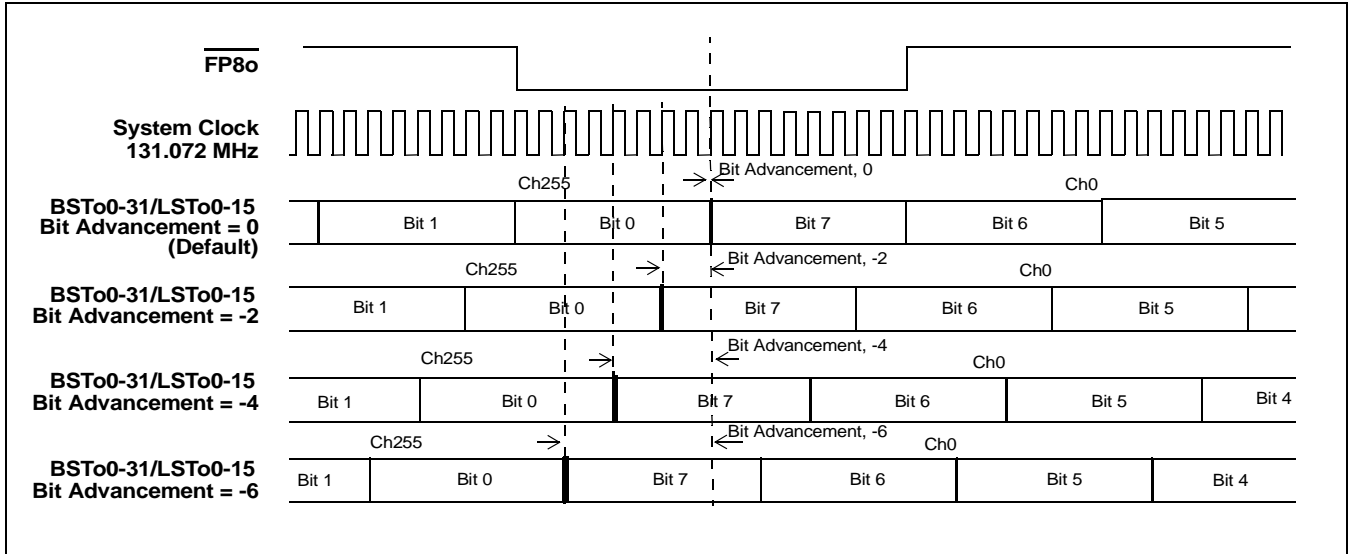 FP8o
System Clock
131.072 MHz
Bit Advancement, 0
Ch255
Ch0
BSTo0-31/LSTo0-15
Bit Advancement = 0
(Default)
Bit 1
Bit 0
Bit 7
Bit 6
Bit 5
Bit Advancement, -2
Ch255
Ch0
BSTo0-31/LSTo0-15
Bit Advancement = -2
Bit 1
Bit 0
Bit 7
Bit 6
Bit 5
Bit Advancement, -4
Ch255
Ch0
BSTo0-31/LSTo0-15
Bit Advancement = -4
Bit 1
Bit 0
Bit 7
Bit 6
Bit 5
Bit 4
Bit Advancement, -6
Ch255
Ch0
BSTo0-31/LSTo0-15
Bit Advancement = -6
Bit 1
Bit 0
Bit 7
Bit 6
Bit 5
Bit 4